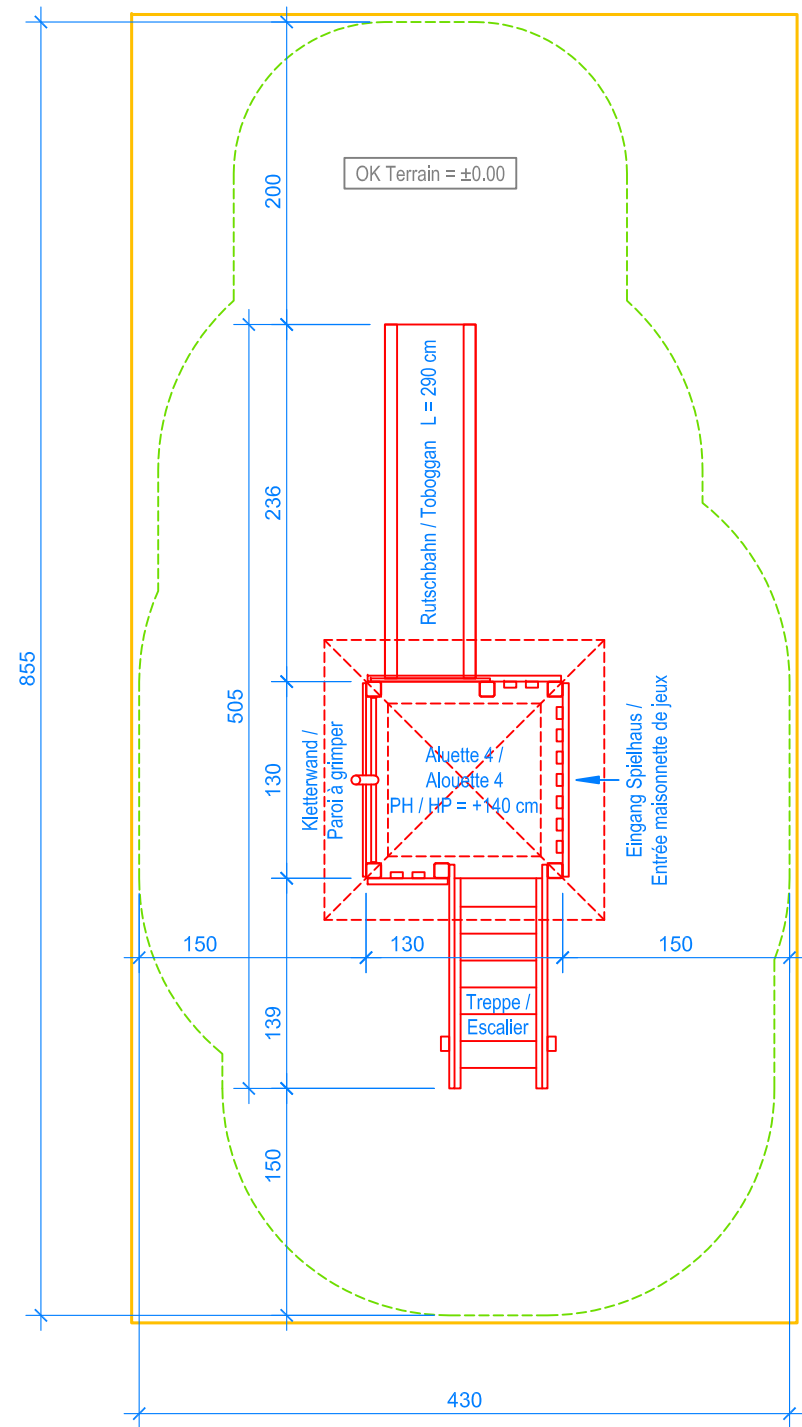 OK Terrain = ±0.00
200
Rutschbahn / Toboggan L = 290 cm
236
855
505
130
Kletterwand /
Paroi à grimper
Aluette 4 /
Alouette 4
PH / HP = +140 cm
Eingang Spielhaus /
Entrée maisonnette de jeux
150
130
150
139
Treppe /
Escalier
150
430